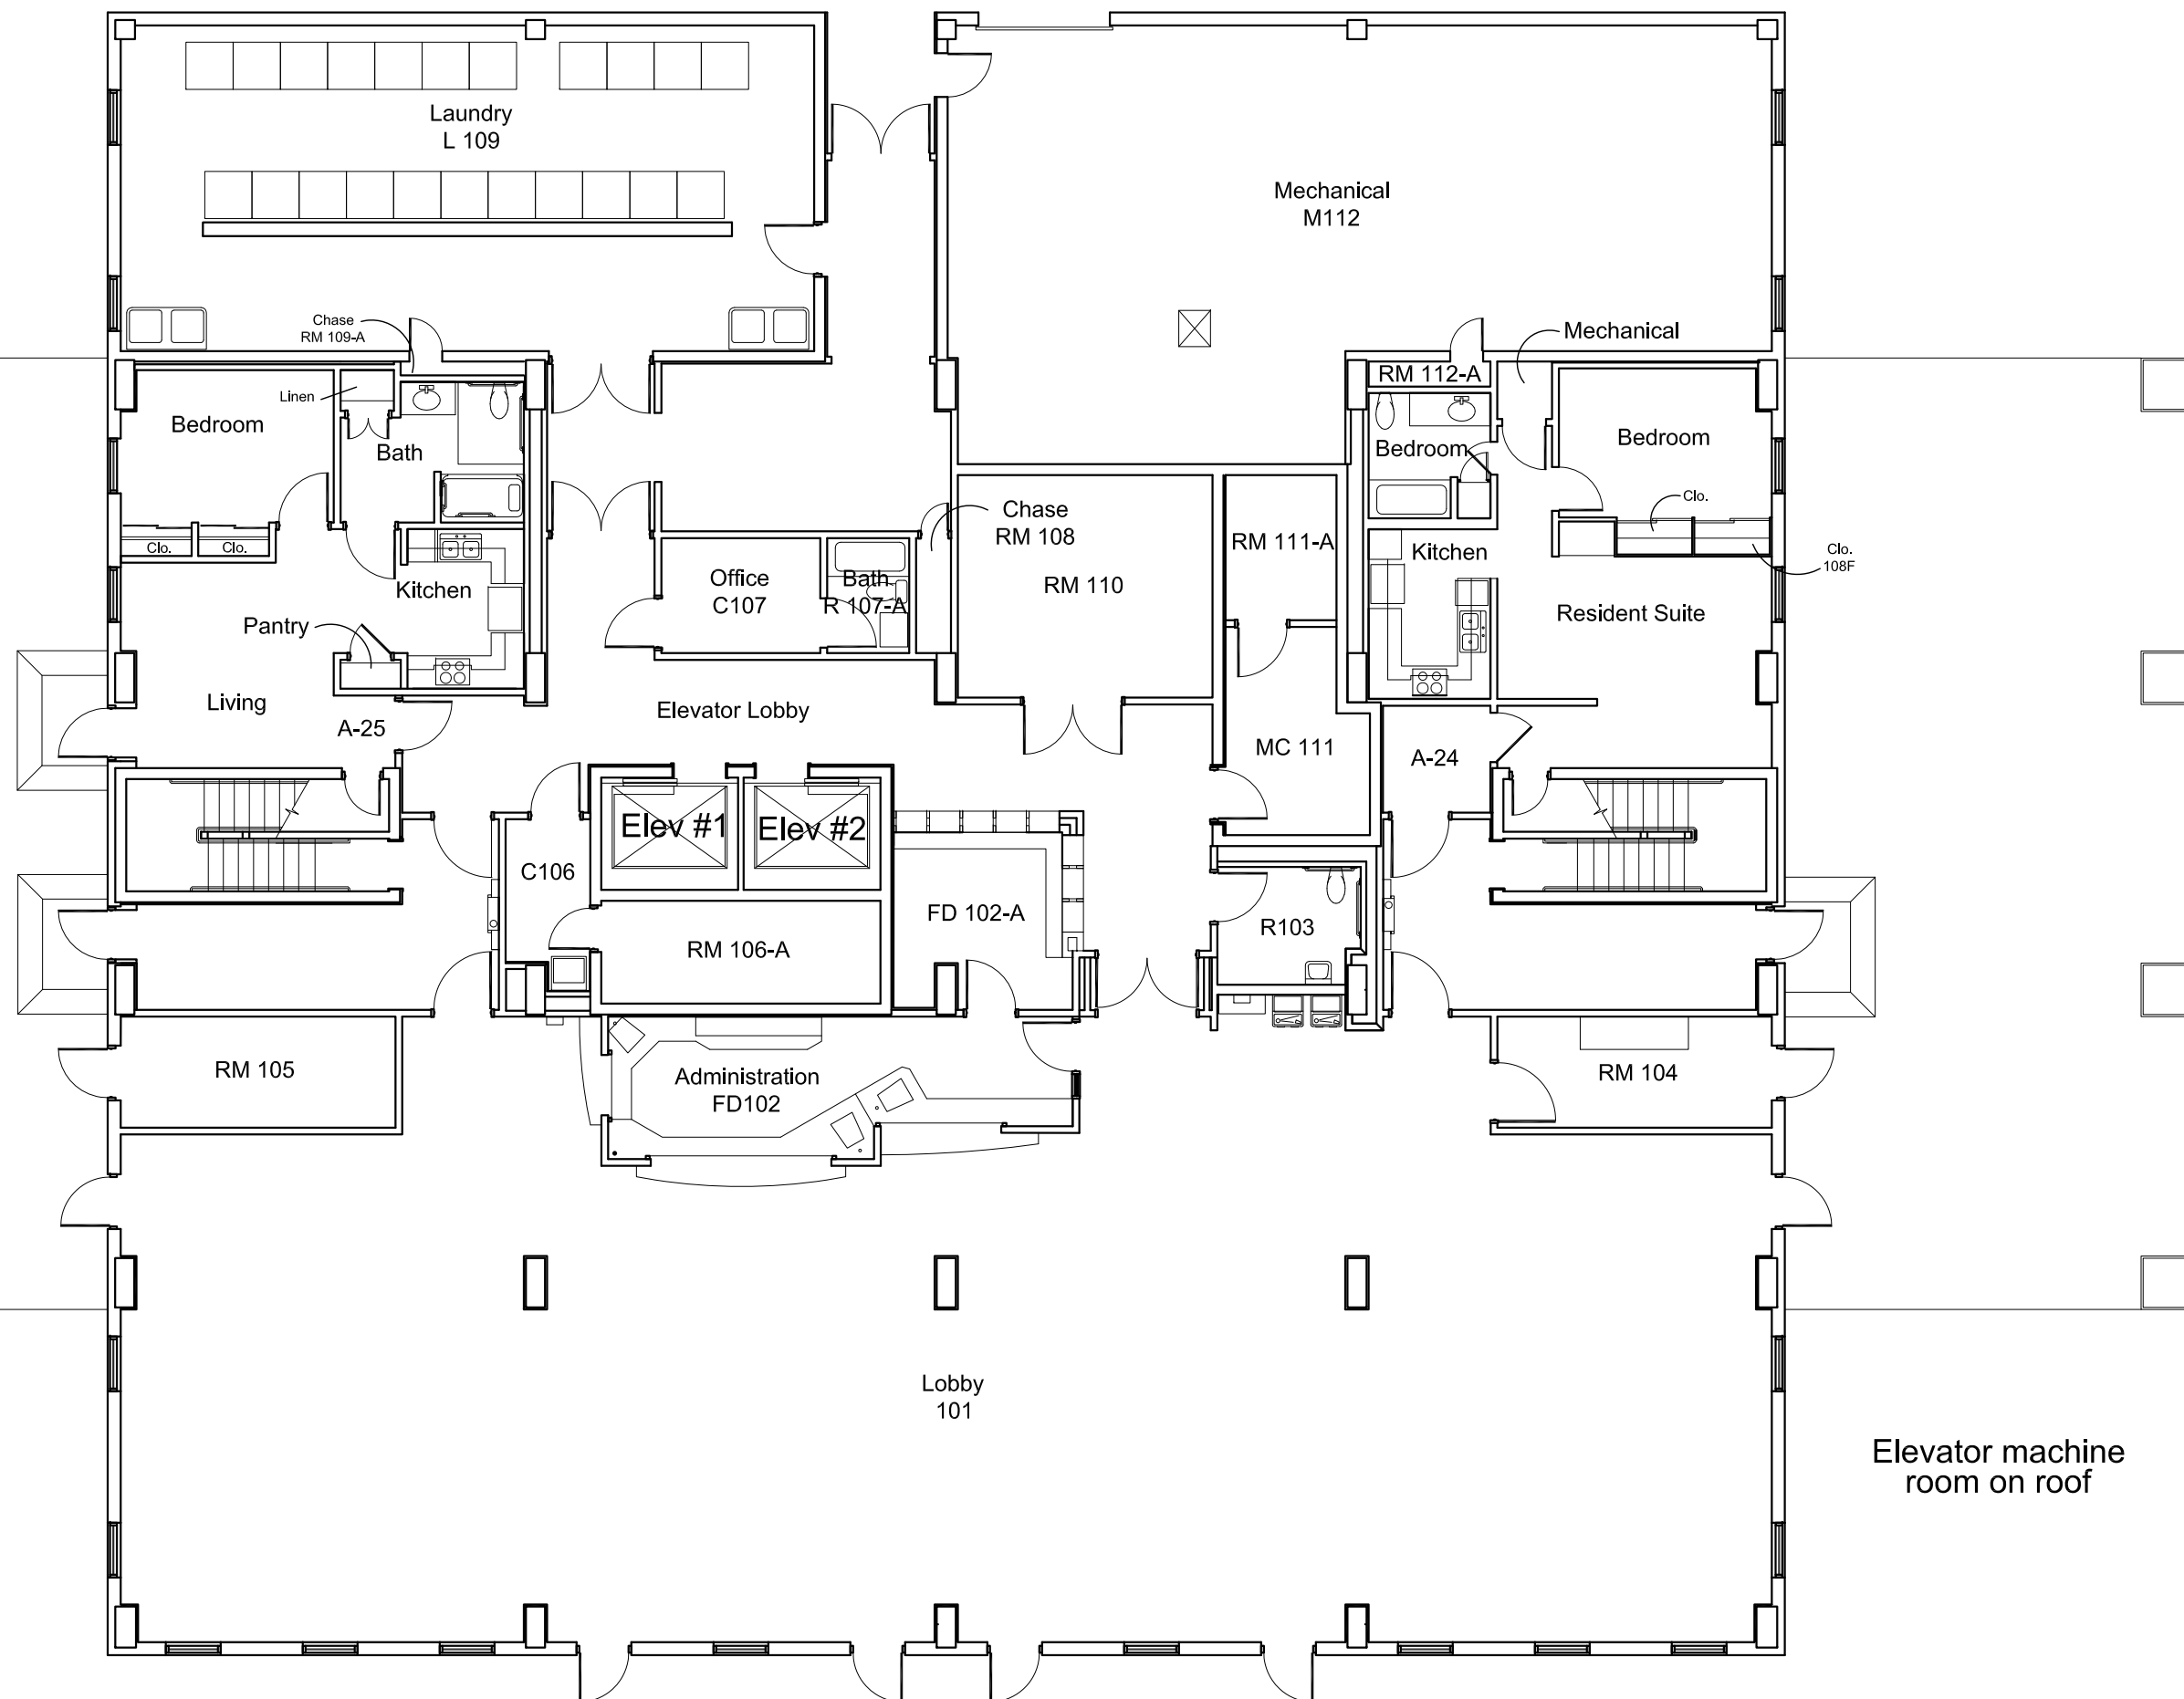 Laundry
L 109
Mechanical
M112
Chase
RM 109-A
Mechanical
RM 112-A
Linen
Bedroom
Bath
Bedroom
Bedroom
Clo.
Chase
RM 108
Clo.
Clo.
RM 111-A
Kitchen
Clo.
108F
Office
C107
Bath
R 107-A
RM 110
Kitchen
Resident Suite
Pantry
Living
A-25
Elevator Lobby
MC 111
A-24
Elev #1
Elev #2
C106
FD 102-A
R103
RM 106-A
RM 105
Administration
FD102
RM 104
Lobby
101
Elevator machine
room on roof